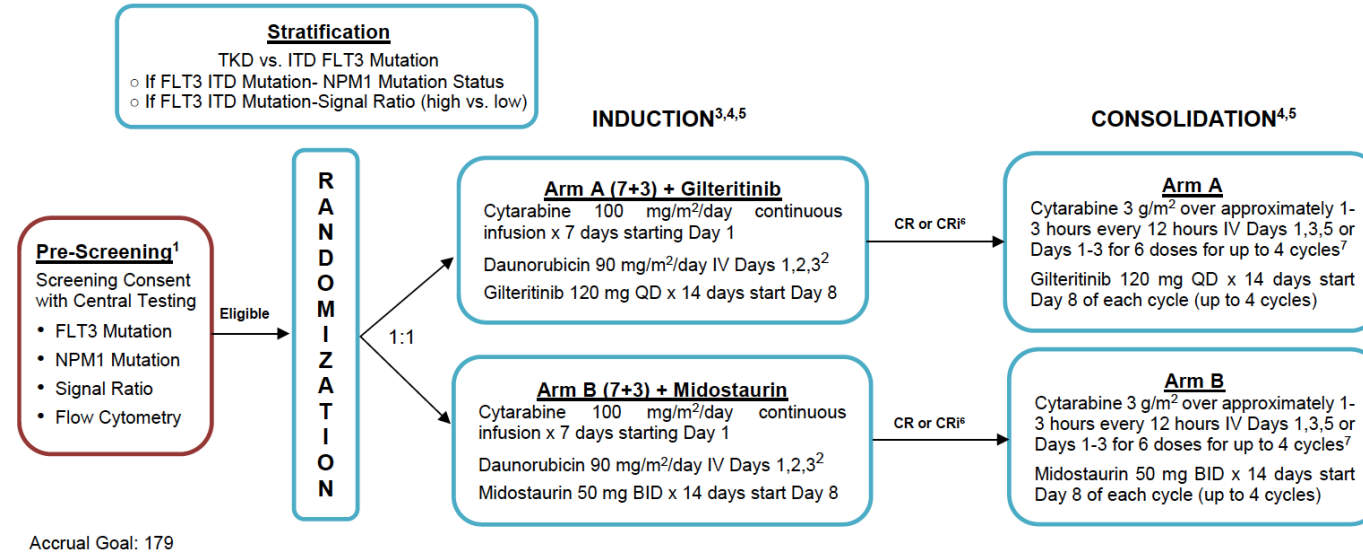 Stratification
TKD vs. ITD FLT3 Mutation
○ If FLT3 ITD Mutation- NPM1 Mutation Status
○ If FLT3 ITD Mutation-Signal Ratio (high vs. low)
Pre-Screening¹
Screening Consent
with Central Testing
• FLT3 Mutation
• NPM1 Mutation
• Signal Ratio
• Flow Cytometry
Eligible
R
A
N
D
O
M
I
Z
A
T
I
O
N
1:1
INDUCTION³,⁴,⁵
Arm A (7+3) + Gilteritinib
Cytarabine 100 mg/m²/day continuous
infusion x 7 days starting Day 1
Daunorubicin 90 mg/m²/day IV Days 1,2,3²
Gilteritinib 120 mg QD x 14 days start Day 8
CR or CRi⁶
Arm B (7+3) + Midostaurin
Cytarabine 100 mg/m²/day continuous
infusion x 7 days starting Day 1
Daunorubicin 90 mg/m²/day IV Days 1,2,3²
Midostaurin 50 mg BID x 14 days start Day 8
CR or CRi⁶
CONSOLIDATION⁴,⁵
Arm A
Cytarabine 3 g/m² over approximately 1-
3 hours every 12 hours IV Days 1,3,5 or
Days 1-3 for 6 doses for up to 4 cycles⁷
Gilteritinib 120 mg QD x 14 days start
Day 8 of each cycle (up to 4 cycles)
Arm B
Cytarabine 3 g/m² over approximately 1-
3 hours every 12 hours IV Days 1,3,5 or
Days 1-3 for 6 doses for up to 4 cycles⁷
Midostaurin 50 mg BID x 14 days start
Day 8 of each cycle (up to 4 cycles)
Accrual Goal: 179